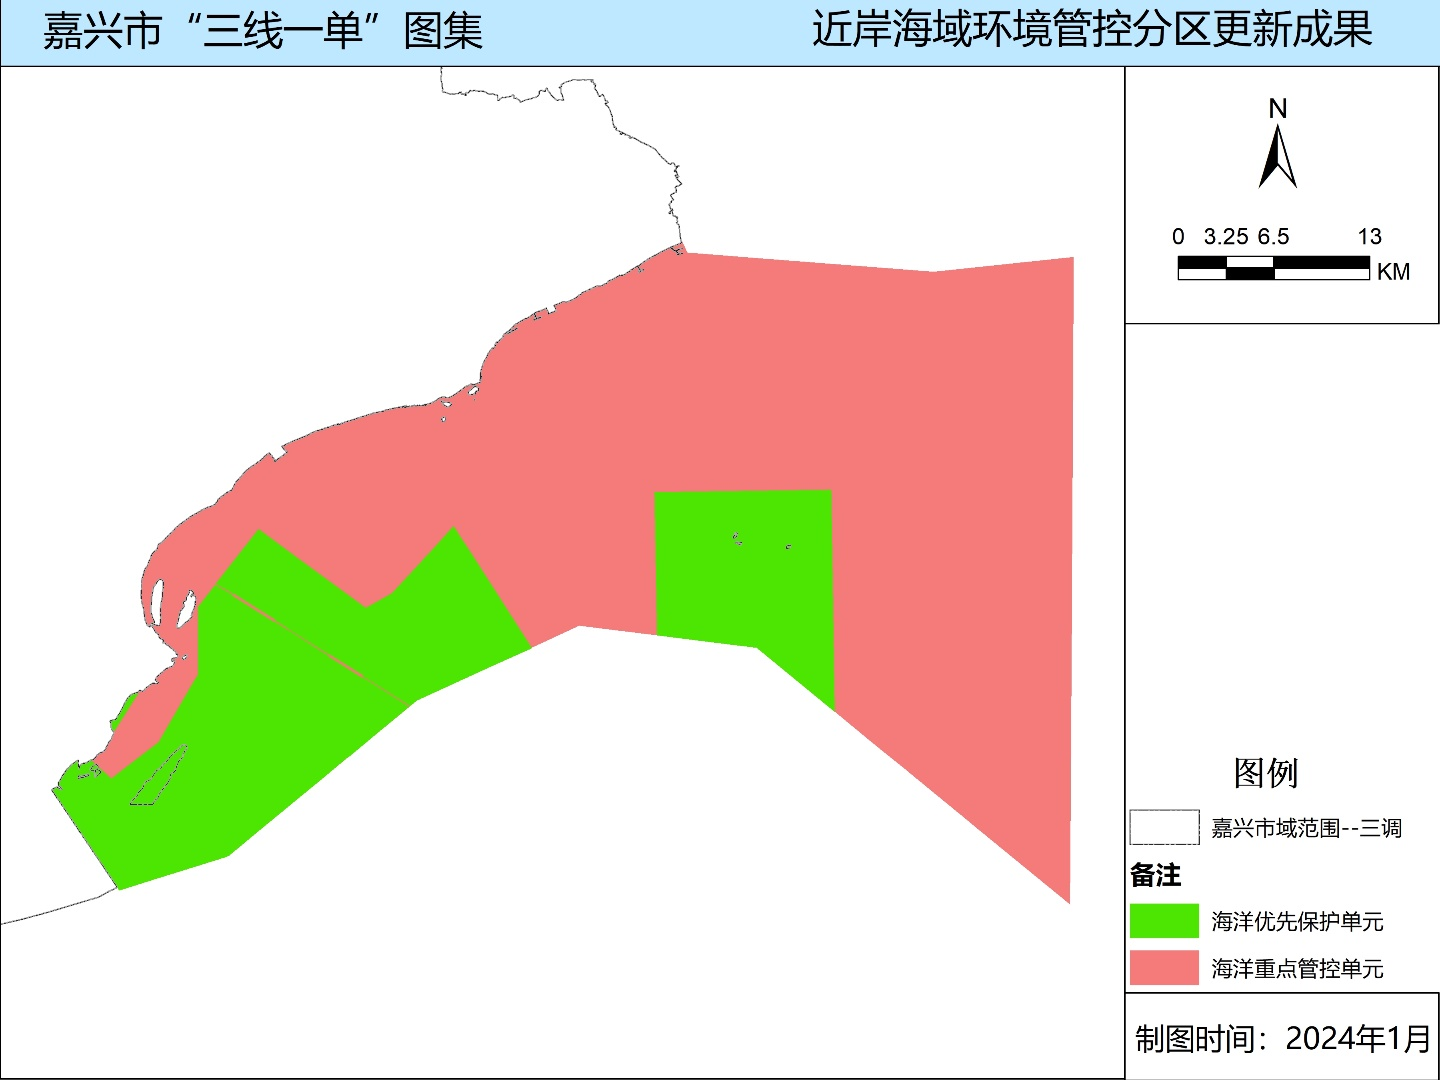 嘉兴市“三线一单”图集
近岸海域环境管控分区更新成果
N
0 3.25 6.5 13
KM
图例
嘉兴市域范围--三调
备注
海洋优先保护单元
海洋重点管控单元
制图时间：2024年1月